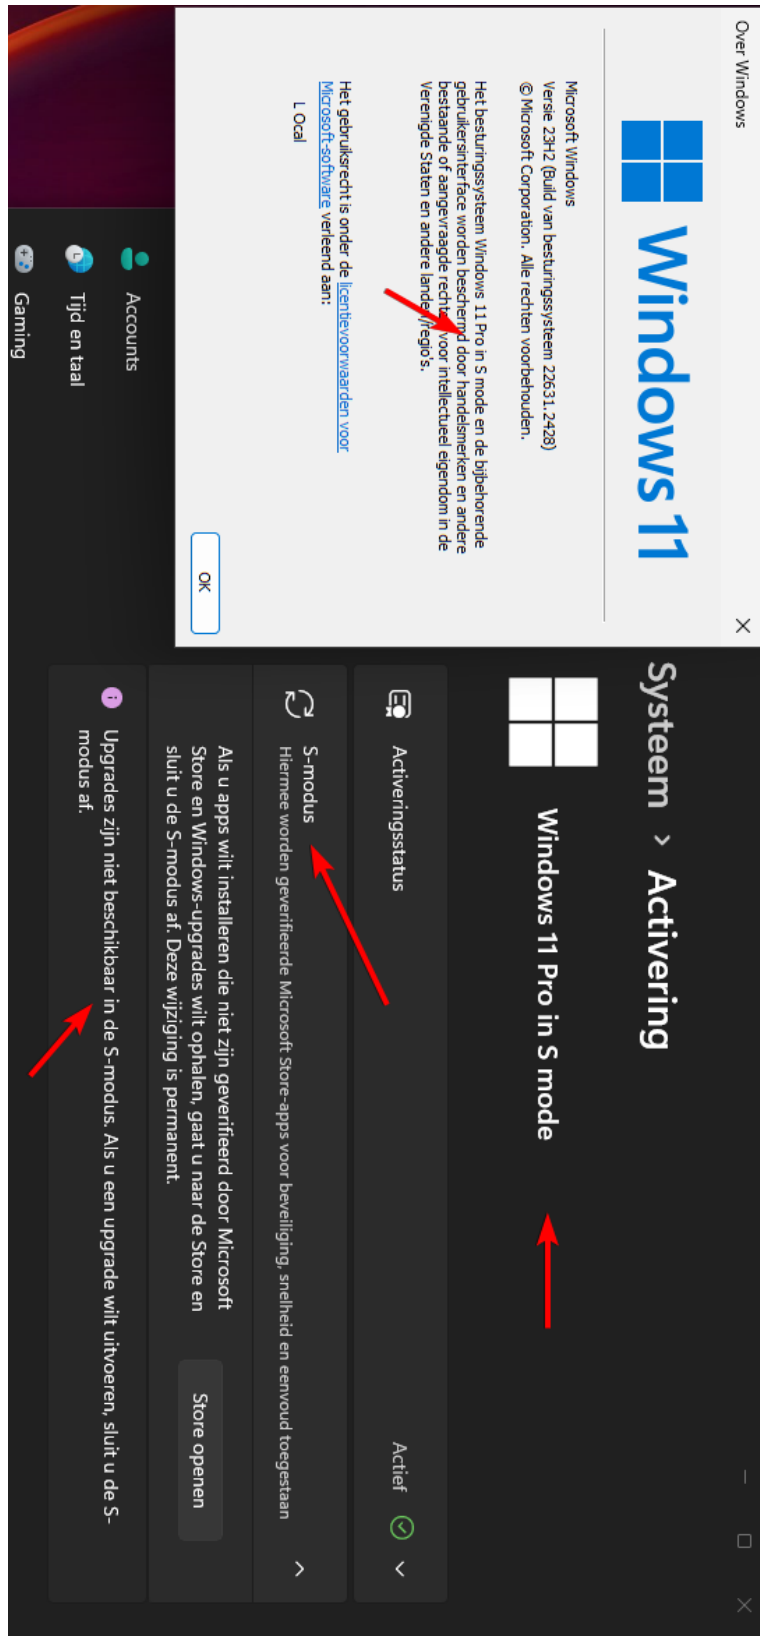 Over Windows
Windows 11
Microsoft Windows
Versie 23H2 (Build van besturingssysteem 22631.2428)
© Microsoft Corporation. Alle rechten voorbehouden.
Het besturingssysteem Windows 11 Pro in S mode en de bijbehorende
gebruikersinterface worden beschermd door handelsmerken en andere
bestaande of aangevraagde rechten voor intellectueel eigendom in de
Verenigde Staten en andere landen/regio's.
Het gebruiksrecht is onder de licentievoorwaarden voor
Microsoft-software verleend aan:
L Ocal
OK
Accounts
Tijd en taal
Gaming
Systeem > Activering
Windows 11 Pro in S mode
Activeringsstatus
Actief
S-modus
Hiermee worden geverifieerde Microsoft Store-apps voor beveiliging, snelheid en eenvoud toegestaan
Als u apps wilt installeren die niet zijn geverifieerd door Microsoft
Store en Windows-upgrades wilt ophalen, gaat u naar de Store en
sluit u de S-modus af. Deze wijziging is permanent.
Store openen
Upgrades zijn niet beschikbaar in de S-modus. Als u een upgrade wilt uitvoeren, sluit u de S-
modus af.